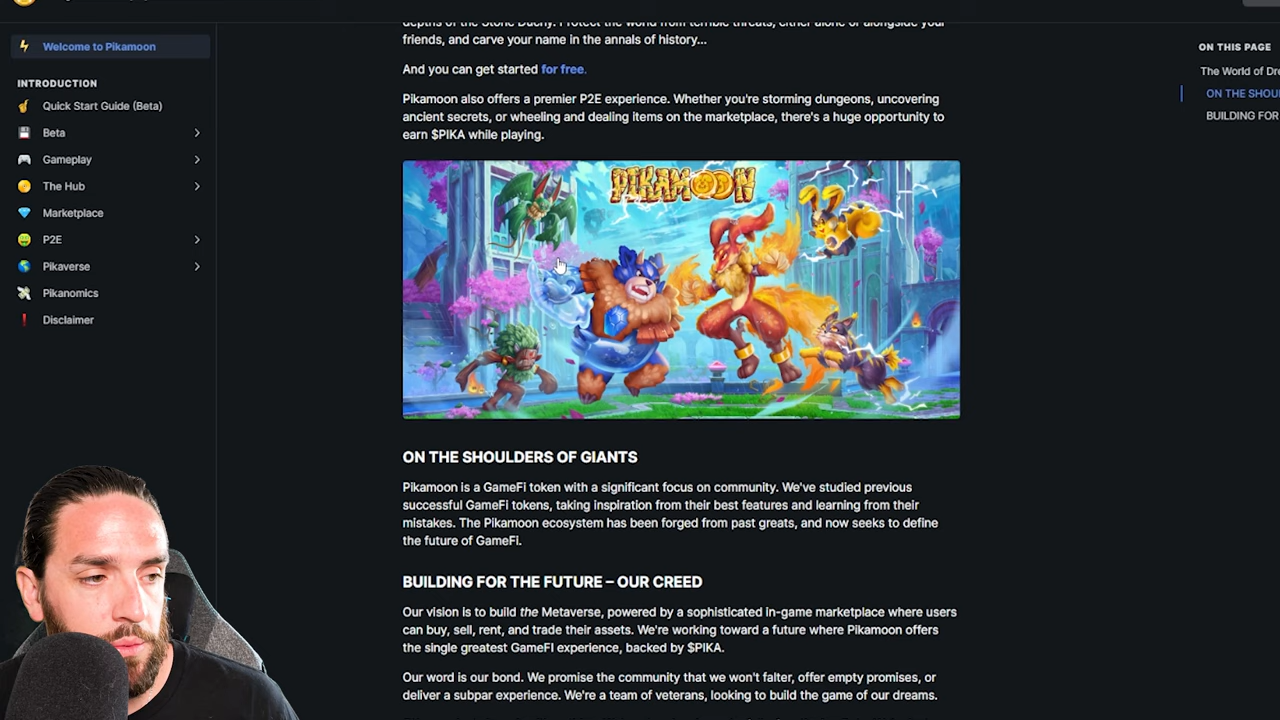 depths of the Stone Duchy. Protect the world from terrible threats, either alone or alongside your
friends, and carve your name in the annals of history...
And you can get started for free.
Pikamoon also offers a premier P2E experience. Whether you're storming dungeons, uncovering
ancient secrets, or wheeling and dealing items on the marketplace, there's a huge opportunity to
earn $PIKA while playing.
PIKAMOON
ON THE SHOULDERS OF GIANTS
Pikamoon is a GameFi token with a significant focus on community. We've studied previous
successful GameFi tokens, taking inspiration from their best features and learning from their
mistakes. The Pikamoon ecosystem has been forged from past greats, and now seeks to define
the future of GameFi.
BUILDING FOR THE FUTURE – OUR CREED
Our vision is to build the Metaverse, powered by a sophisticated in-game marketplace where users
can buy, sell, rent, and trade their assets. We're working toward a future where Pikamoon offers
the single greatest GameFI experience, backed by $PIKA.
Our word is our bond. We promise the community that we won't falter, offer empty promises, or
deliver a subpar experience. We're a team of veterans, looking to build the game of our dreams.
Welcome to Pikamoon
INTRODUCTION
Quick Start Guide (Beta)
Beta
Gameplay
The Hub
Marketplace
P2E
Pikaverse
Pikanomics
Disclaimer
ON THIS PAGE
The World of Dre
ON THE SHOUL
BUILDING FOR